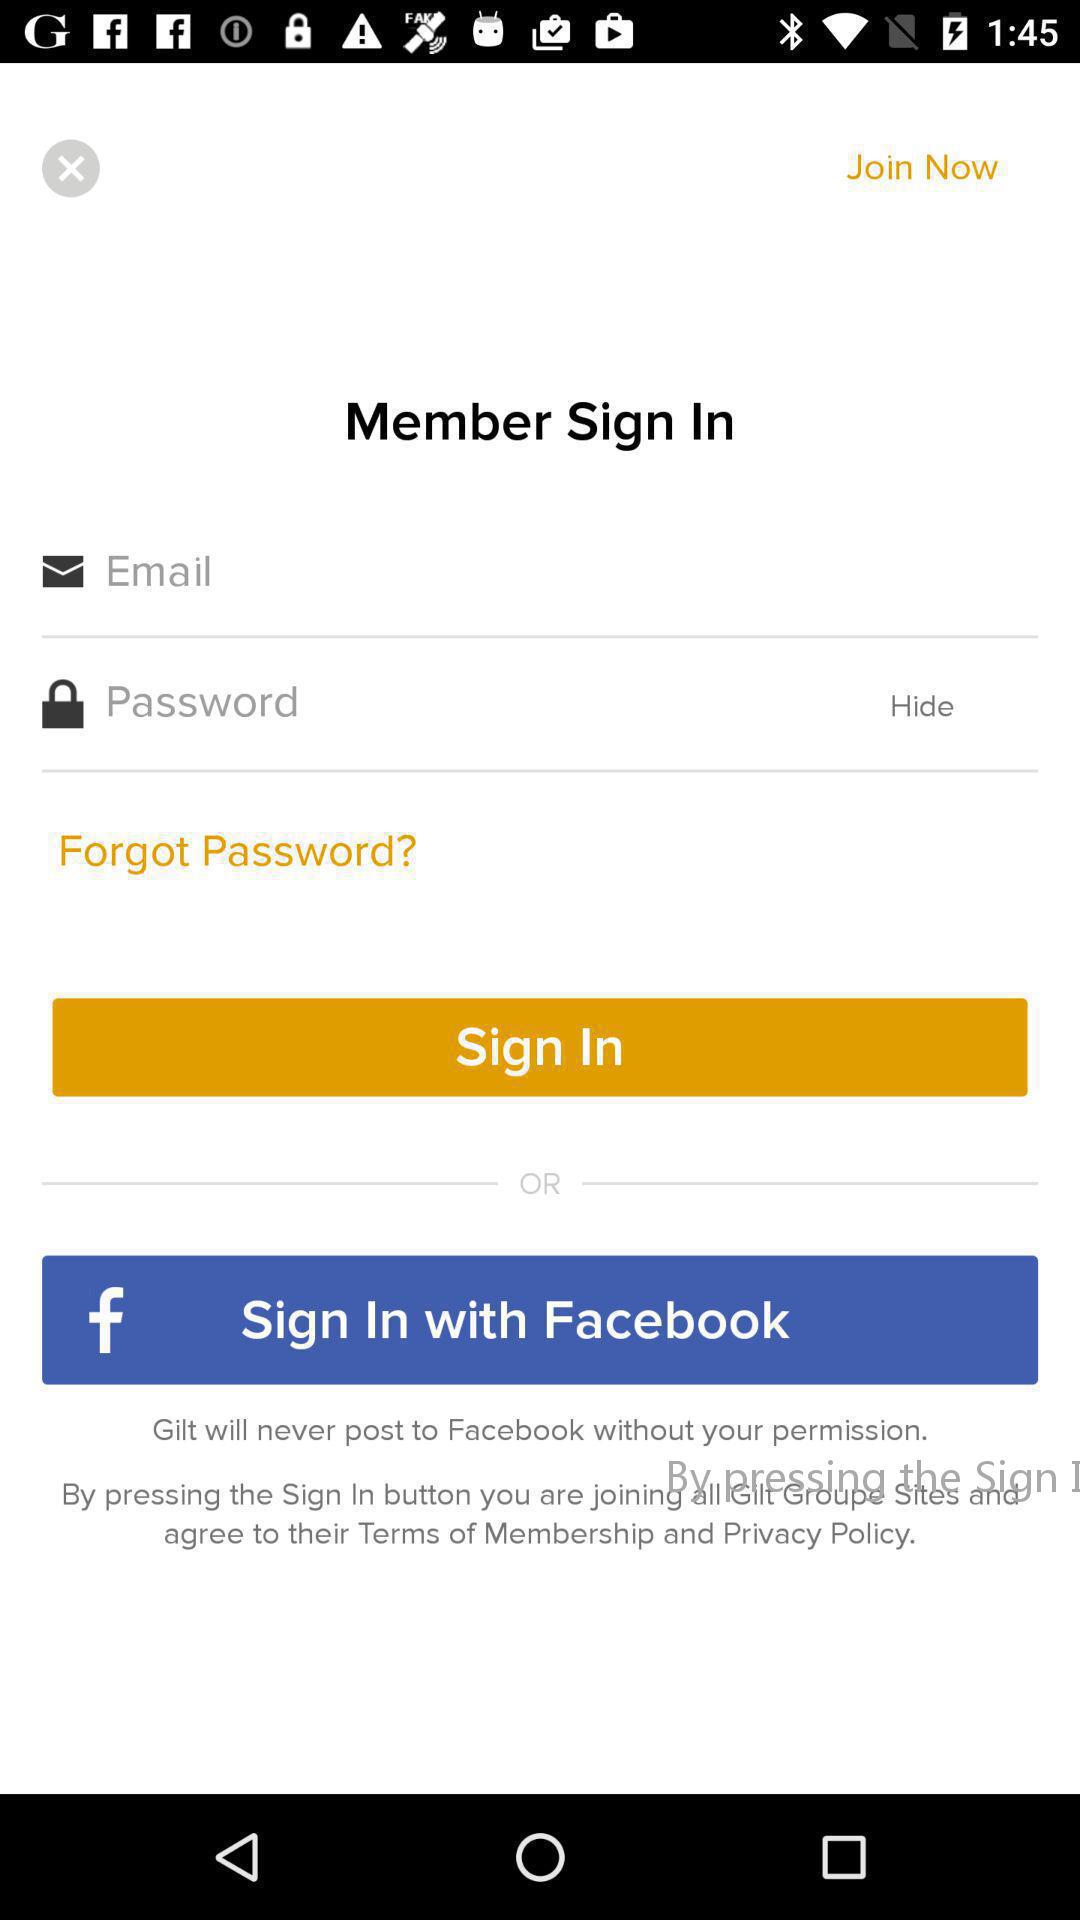 G FAKE 1:45
Join Now
Member Sign In
Email
Password Hide
Forgot Password?
Sign In
OR
f Sign In with Facebook
Gilt will never post to Facebook without your permission.
By pressing the Sign I
By pressing the Sign In button you are joining all Gilt Groupe Sites and
agree to their Terms of Membership and Privacy Policy.